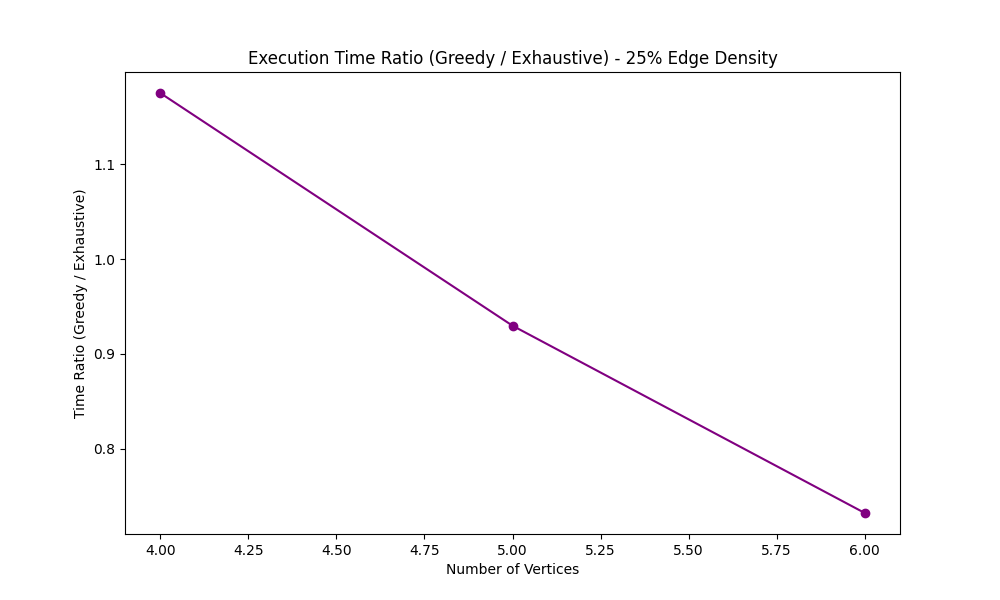 Execution Time Ratio (Greedy / Exhaustive) - 25% Edge Density
Time Ratio (Greedy / Exhaustive)
1.1
1.0
0.9
0.8
4.00 4.25 4.50 4.75 5.00 5.25 5.50 5.75 6.00
Number of Vertices